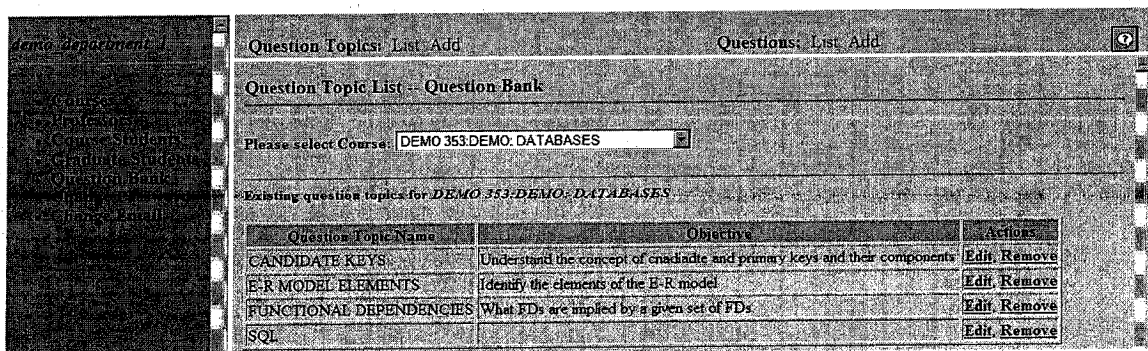 demo department 1
Question Topics: List Add Questions: List Add
Question Topic List -- Question Bank
Courses
Professors
Course Students
Graduate Students
Question Bank
Change Email
Please select Course: DEMO 353:DEMO: DATABASES
Existing question topics for DEMO 353:DEMO: DATABASES
Question Topic Name Objective Actions
CANDIDATE KEYS Understand the concept of cnadiadte and primary keys and their components Edit, Remove
E-R MODEL ELEMENTS Identify the elements of the E-R model Edit, Remove
FUNCTIONAL DEPENDENCIES What FDs are implied by a given set of FDs Edit, Remove
SQL Edit, Remove